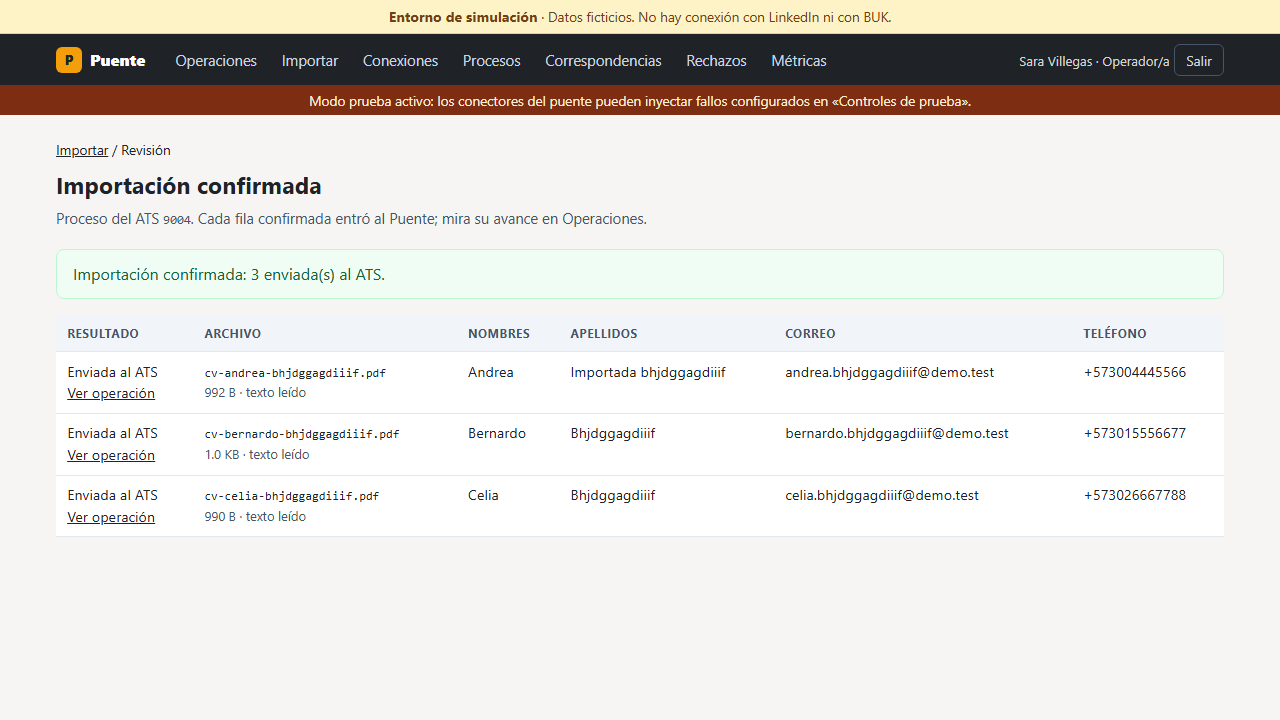 Entorno de simulación · Datos ficticios. No hay conexión con LinkedIn ni con BUK.
P Puente Operaciones Importar Conexiones Procesos Correspondencias Rechazos Métricas Sara Villegas · Operador/a Salir
Modo prueba activo: los conectores del puente pueden inyectar fallos configurados en «Controles de prueba».
Importar / Revisión
Importación confirmada
Proceso del ATS 9004. Cada fila confirmada entró al Puente; mira su avance en Operaciones.
Importación confirmada: 3 enviada(s) al ATS.
RESULTADO ARCHIVO NOMBRES APELLIDOS CORREO TELÉFONO
Enviada al ATS cv-andrea-bhjdggagdiiif.pdf Andrea Importada bhjdggagdiiif andrea.bhjdggagdiiif@demo.test +573004445566
Ver operación 992 B · texto leído
Enviada al ATS cv-bernardo-bhjdggagdiiif.pdf Bernardo Bhjdggagdiiif bernardo.bhjdggagdiiif@demo.test +573015556677
Ver operación 1.0 KB · texto leído
Enviada al ATS cv-celia-bhjdggagdiiif.pdf Celia Bhjdggagdiiif celia.bhjdggagdiiif@demo.test +573026667788
Ver operación 990 B · texto leído